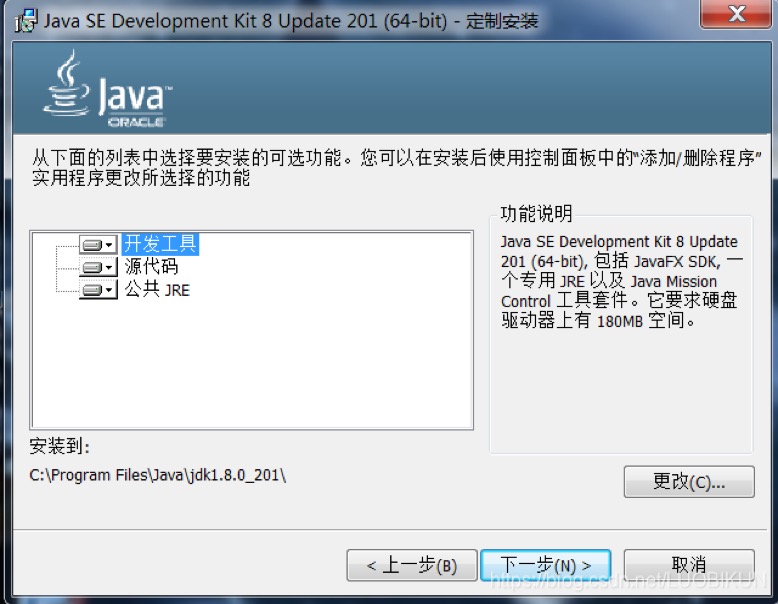 Java SE Development Kit 8 Update 201 (64-bit) - 定制安装
Java™
ORACLE
从下面的列表中选择要安装的可选功能。您可以在安装后使用控制面板中的“添加/删除程序”
实用程序更改所选择的功能
开发工具
源代码
公共 JRE
功能说明
Java SE Development Kit 8 Update
201 (64-bit), 包括 JavaFX SDK, 一
个专用 JRE 以及 Java Mission
Control 工具套件。它要求硬盘
驱动器上有 180MB 空间。
安装到:
C:\Program Files\Java\jdk1.8.0_201\
更改(C)...
< 上一步(B)
下一步(N) >
取消
https://blog.csdn.net/LUOBIKUN